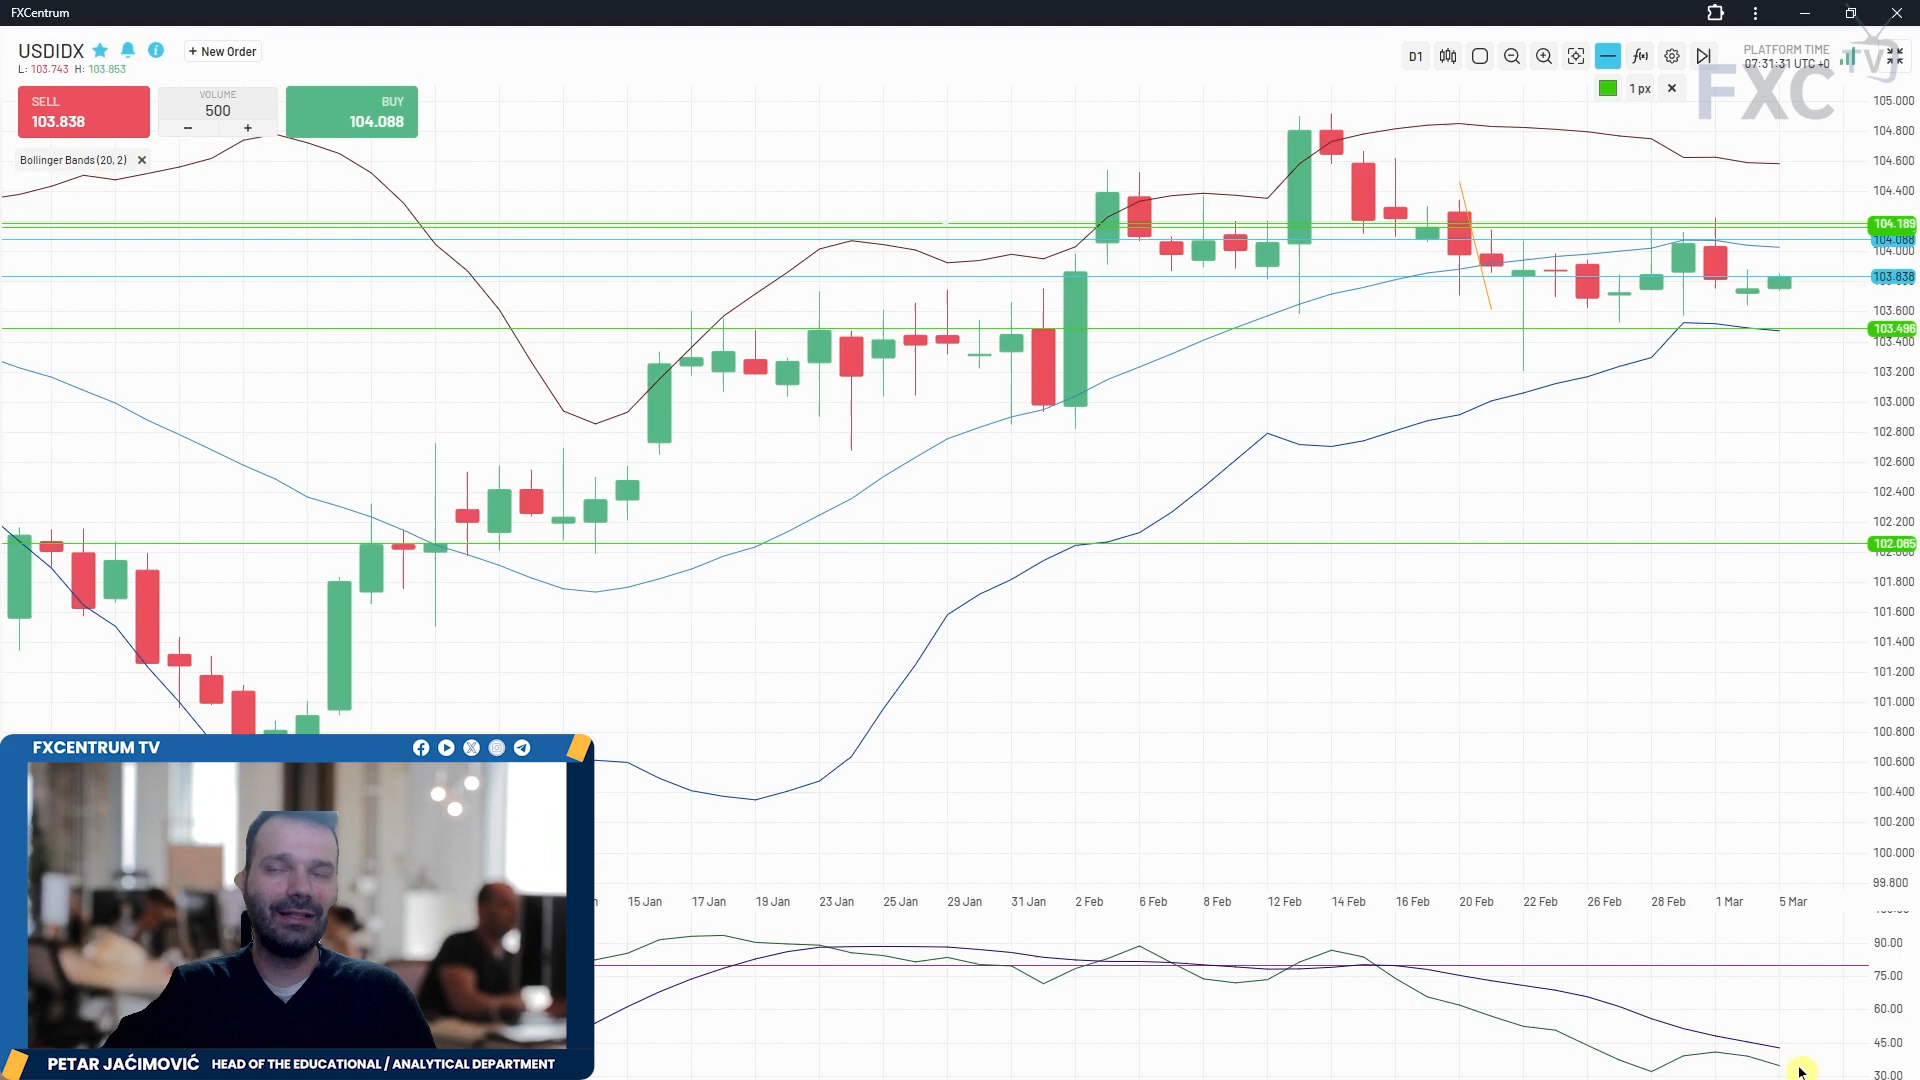 FXCentrum
USDIDX
+ New Order
L: 103.743 H: 103.853
SELL
103.838
VOLUME
500
BUY
104.088
Bollinger Bands (20, 2)
D1
1 px
PLATFORM TIME
07:31:31 UTC +0
FXC TV
105.000
104.800
104.600
104.400
104.189
104.088
104.000
103.838
103.600
103.496
103.400
103.200
103.000
102.800
102.600
102.400
102.200
102.065
102.000
101.800
101.600
101.400
101.200
101.000
100.800
100.600
100.400
100.200
100.000
99.800
15 Jan 17 Jan 19 Jan 23 Jan 25 Jan 29 Jan 31 Jan 2 Feb 6 Feb 8 Feb 12 Feb 14 Feb 16 Feb 20 Feb 22 Feb 26 Feb 28 Feb 1 Mar 5 Mar
90.00
75.00
60.00
45.00
30.00
FXCENTRUM TV
PETAR JAĆIMOVIĆ HEAD OF THE EDUCATIONAL / ANALYTICAL DEPARTMENT